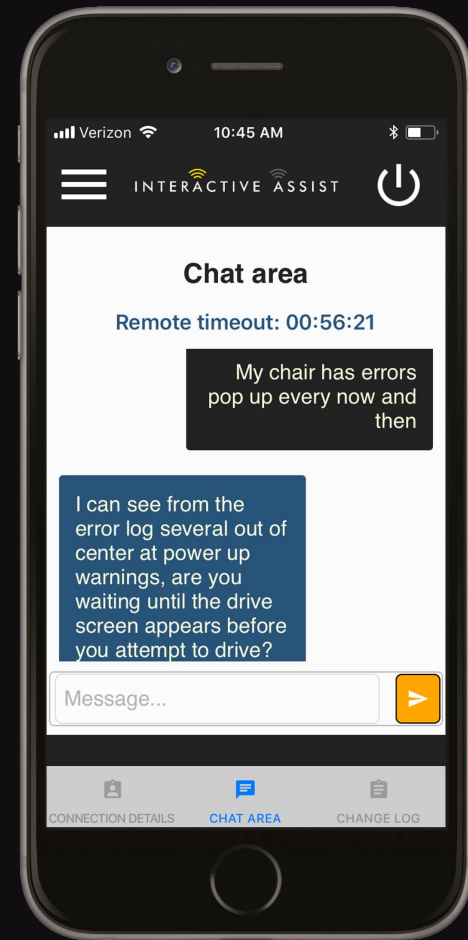 Verizon 10:45 AM
INTERACTIVE ASSIST
Chat area
Remote timeout: 00:56:21
My chair has errors
pop up every now and
then
I can see from the
error log several out of
center at power up
warnings, are you
waiting until the drive
screen appears before
you attempt to drive?
Message...
CONNECTION DETAILS CHAT AREA CHANGE LOG